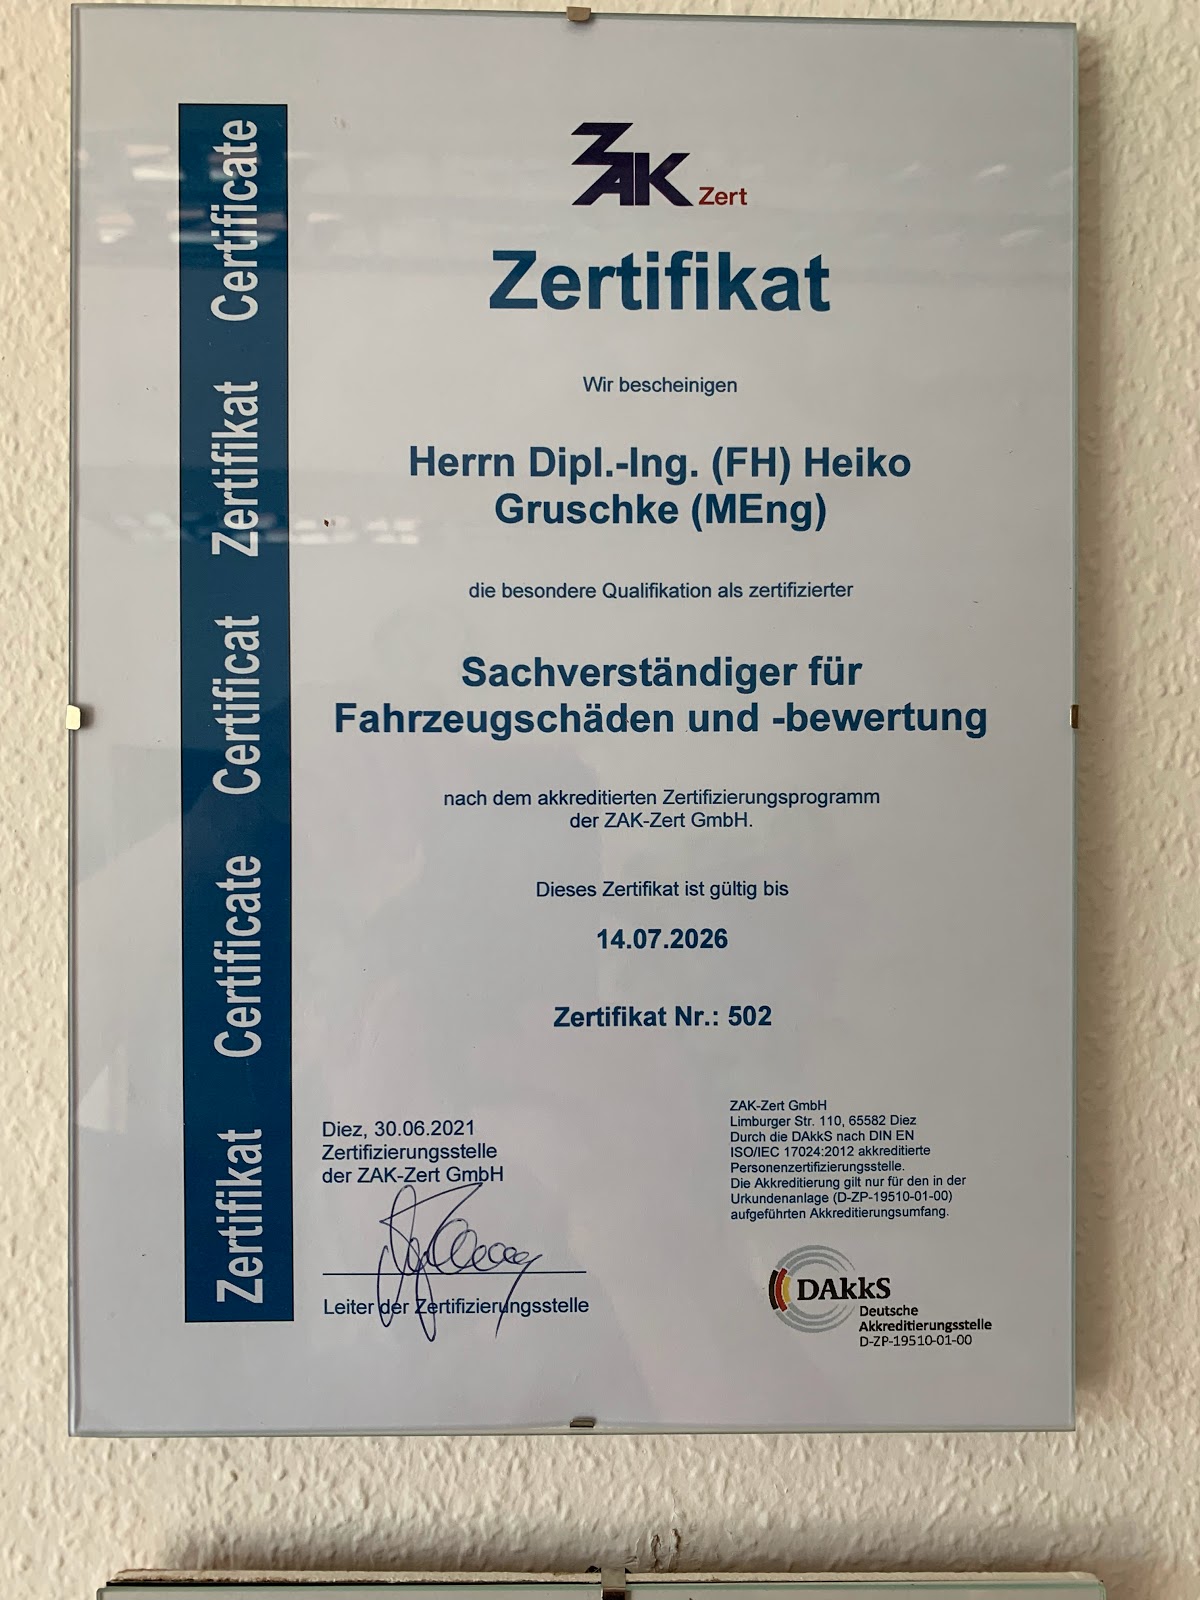 Zertifikat Certificate Certificat Zertifikat Certificate
ZAK Zert
Zertifikat
Wir bescheinigen
Herrn Dipl.-Ing. (FH) Heiko
Gruschke (MEng)
die besondere Qualifikation als zertifizierter
Sachverständiger für
Fahrzeugschäden und -bewertung
nach dem akkreditierten Zertifizierungsprogramm
der ZAK-Zert GmbH.
Dieses Zertifikat ist gültig bis
14.07.2026
Zertifikat Nr.: 502
Diez, 30.06.2021
Zertifizierungsstelle
der ZAK-Zert GmbH
Leiter der Zertifizierungsstelle
ZAK-Zert GmbH
Limburger Str. 110, 65582 Diez
Durch die DAkkS nach DIN EN
ISO/IEC 17024:2012 akkreditierte
Personenzertifizierungsstelle.
Die Akkreditierung gilt nur für den in der
Urkundenanlage (D-ZP-19510-01-00)
aufgeführten Akkreditierungsumfang.
DAkkS
Deutsche
Akkreditierungsstelle
D-ZP-19510-01-00